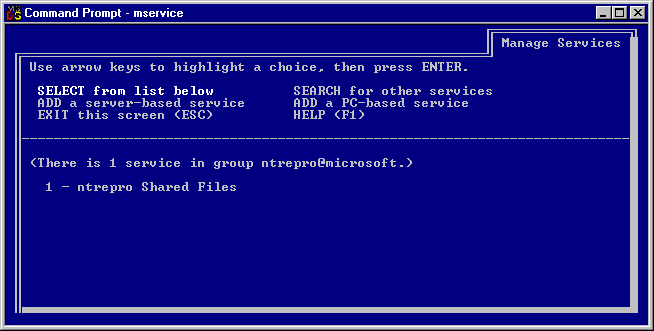 Command Prompt - mservice
Manage Services
Use arrow keys to highlight a choice, then press ENTER.
SELECT from list below SEARCH for other services
ADD a server-based service ADD a PC-based service
EXIT this screen (ESC) HELP (F1)
(There is 1 service in group ntrepro@microsoft.)
1 - ntrepro Shared Files